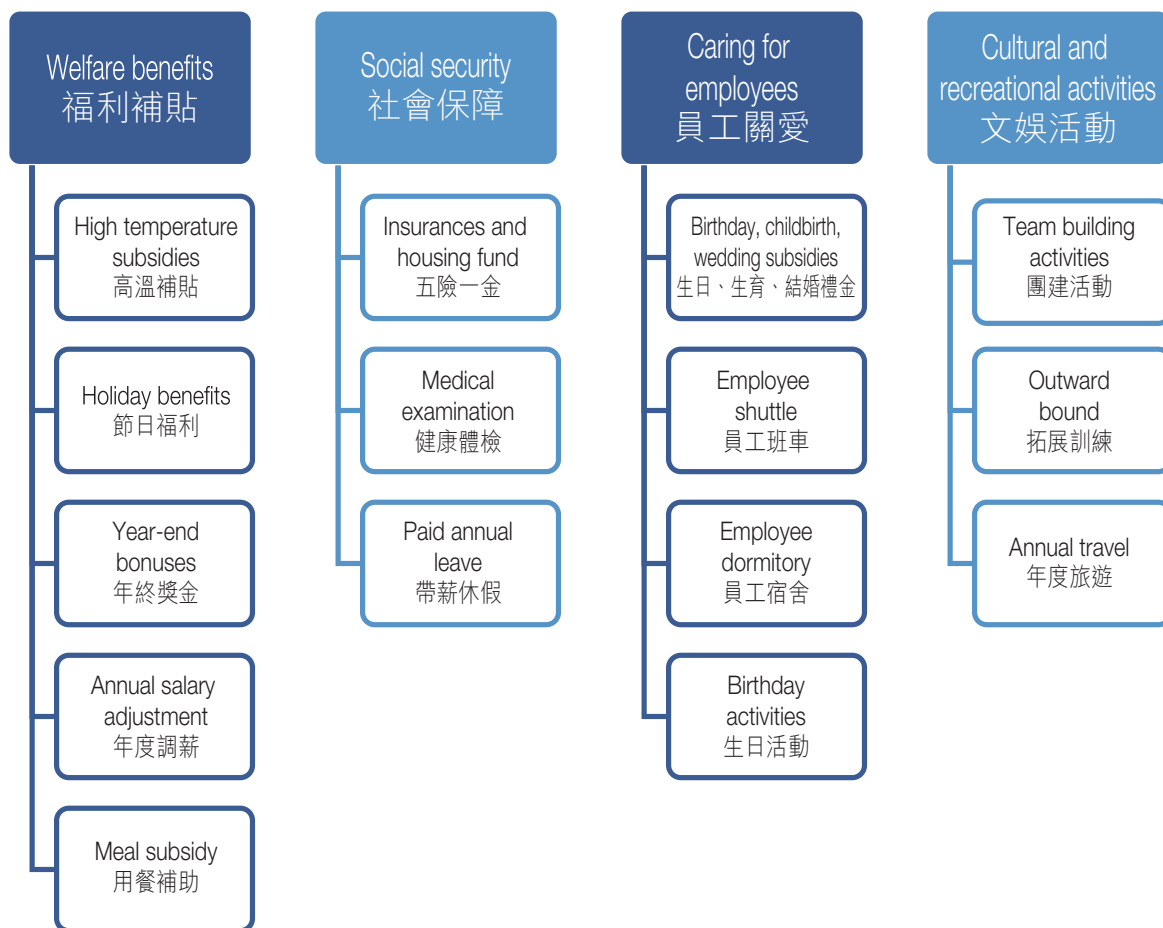 Welfare benefits
福利補貼
High temperature
subsidies
高溫補貼
Holiday benefits
節日福利
Year-end
bonuses
年終獎金
Annual salary
adjustment
年度調薪
Meal subsidy
用餐補助
Social security
社會保障
Insurances and
housing fund
五險一金
Medical
examination
健康體檢
Paid annual
leave
帶薪休假
Caring for
employees
員工關愛
Birthday, childbirth,
wedding subsidies
生日、生育、結婚禮金
Employee
shuttle
員工班車
Employee
dormitory
員工宿舍
Birthday
activities
生日活動
Cultural and
recreational activities
文娛活動
Team building
activities
團建活動
Outward
bound
拓展訓練
Annual travel
年度旅遊